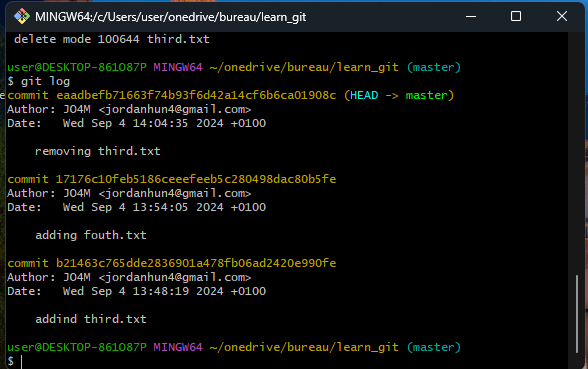 MINGW64:/c/Users/user/onedrive/bureau/learn_git
delete mode 100644 third.txt
user@DESKTOP-861087P MINGW64 ~/onedrive/bureau/learn_git (master)
$ git log
commit eaadbefb71663f74b93f6d42a14cf6b6ca01908c (HEAD -> master)
Author: JO4M <jordanhun4@gmail.com>
Date:   Wed Sep 4 14:04:35 2024 +0100
removing third.txt
commit 17176c10feb5186ceeefeeb5c280498dac80b5fe
Author: JO4M <jordanhun4@gmail.com>
Date:   Wed Sep 4 13:54:05 2024 +0100
adding fouth.txt
commit b21463c765dde2836901a478fb06ad2420e990fe
Author: JO4M <jordanhun4@gmail.com>
Date:   Wed Sep 4 13:48:19 2024 +0100
addind third.txt
user@DESKTOP-861087P MINGW64 ~/onedrive/bureau/learn_git (master)
$